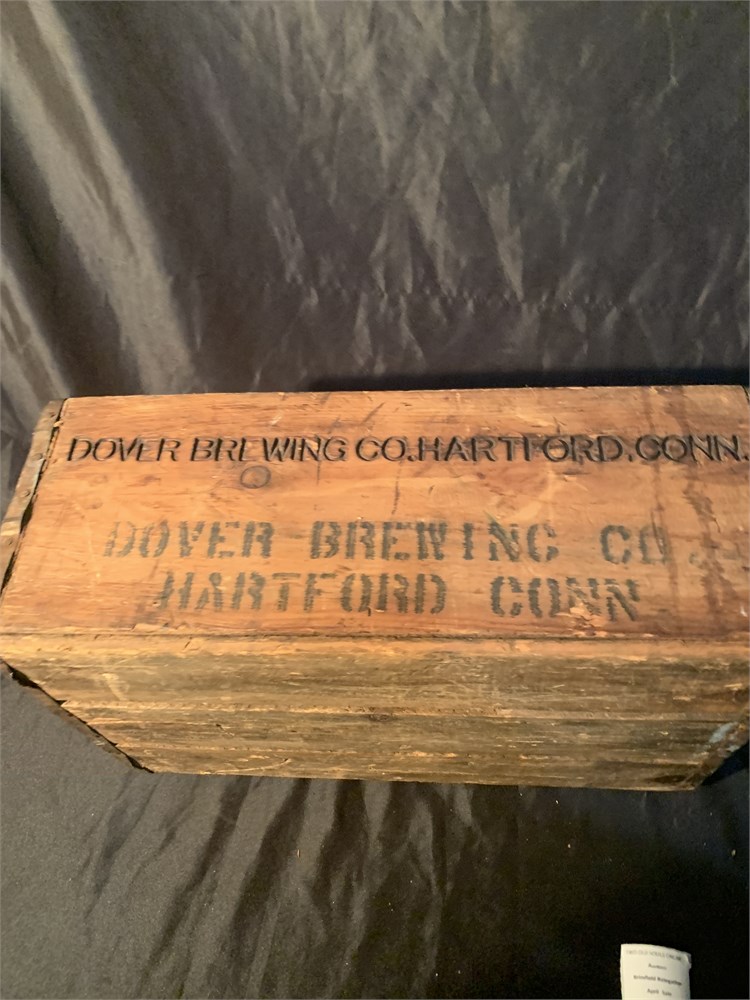 DOVER BREWING CO. HARTFORD, CONN.
DOVER BREWING CO.
HARTFORD CONN